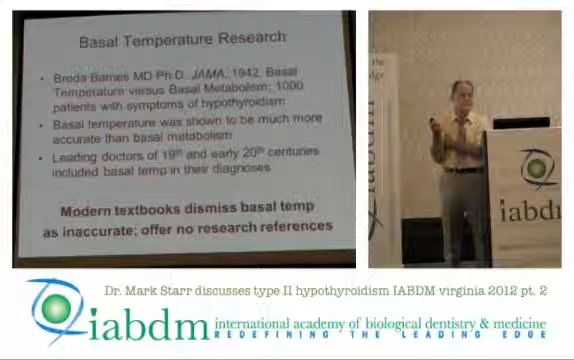 Basal Temperature Research
• Broda Barnes MD Ph.D. JAMA, 1942, Basal
Temperature versus Basal Metabolism; 1000
patients with symptoms of hypothyroidism
• Basal temperature was shown to be much more
accurate than basal metabolism
• Leading doctors of 19th and early 20th centuries
included basal temp in their diagnoses
Modern textbooks dismiss basal temp
as inaccurate; offer no research references
the
iabdm
iabdm
Dr. Mark Starr discusses type II hypothyroidism IABDM virginia 2012 pt. 2
iabdm
international academy of biological dentistry & medicine
REDEFINING THE LEADING EDGE